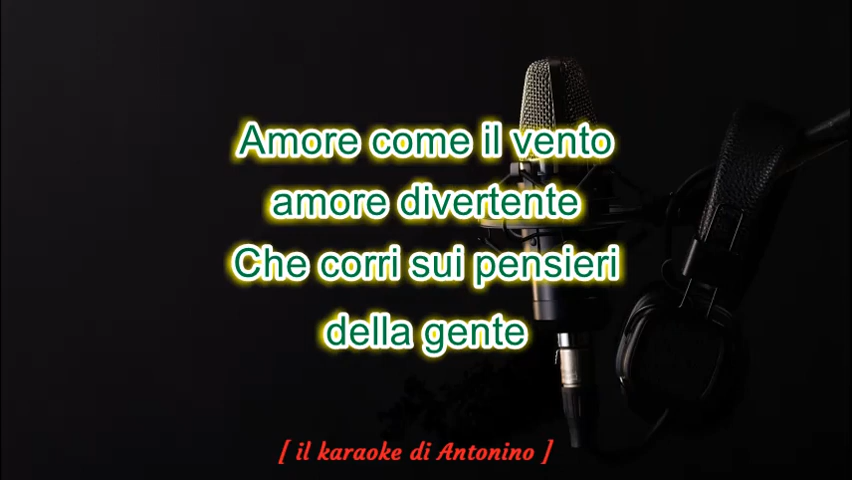 Amore come il vento
amore divertente
Che corri sui pensieri
della gente
[ il karaoke di Antonino ]